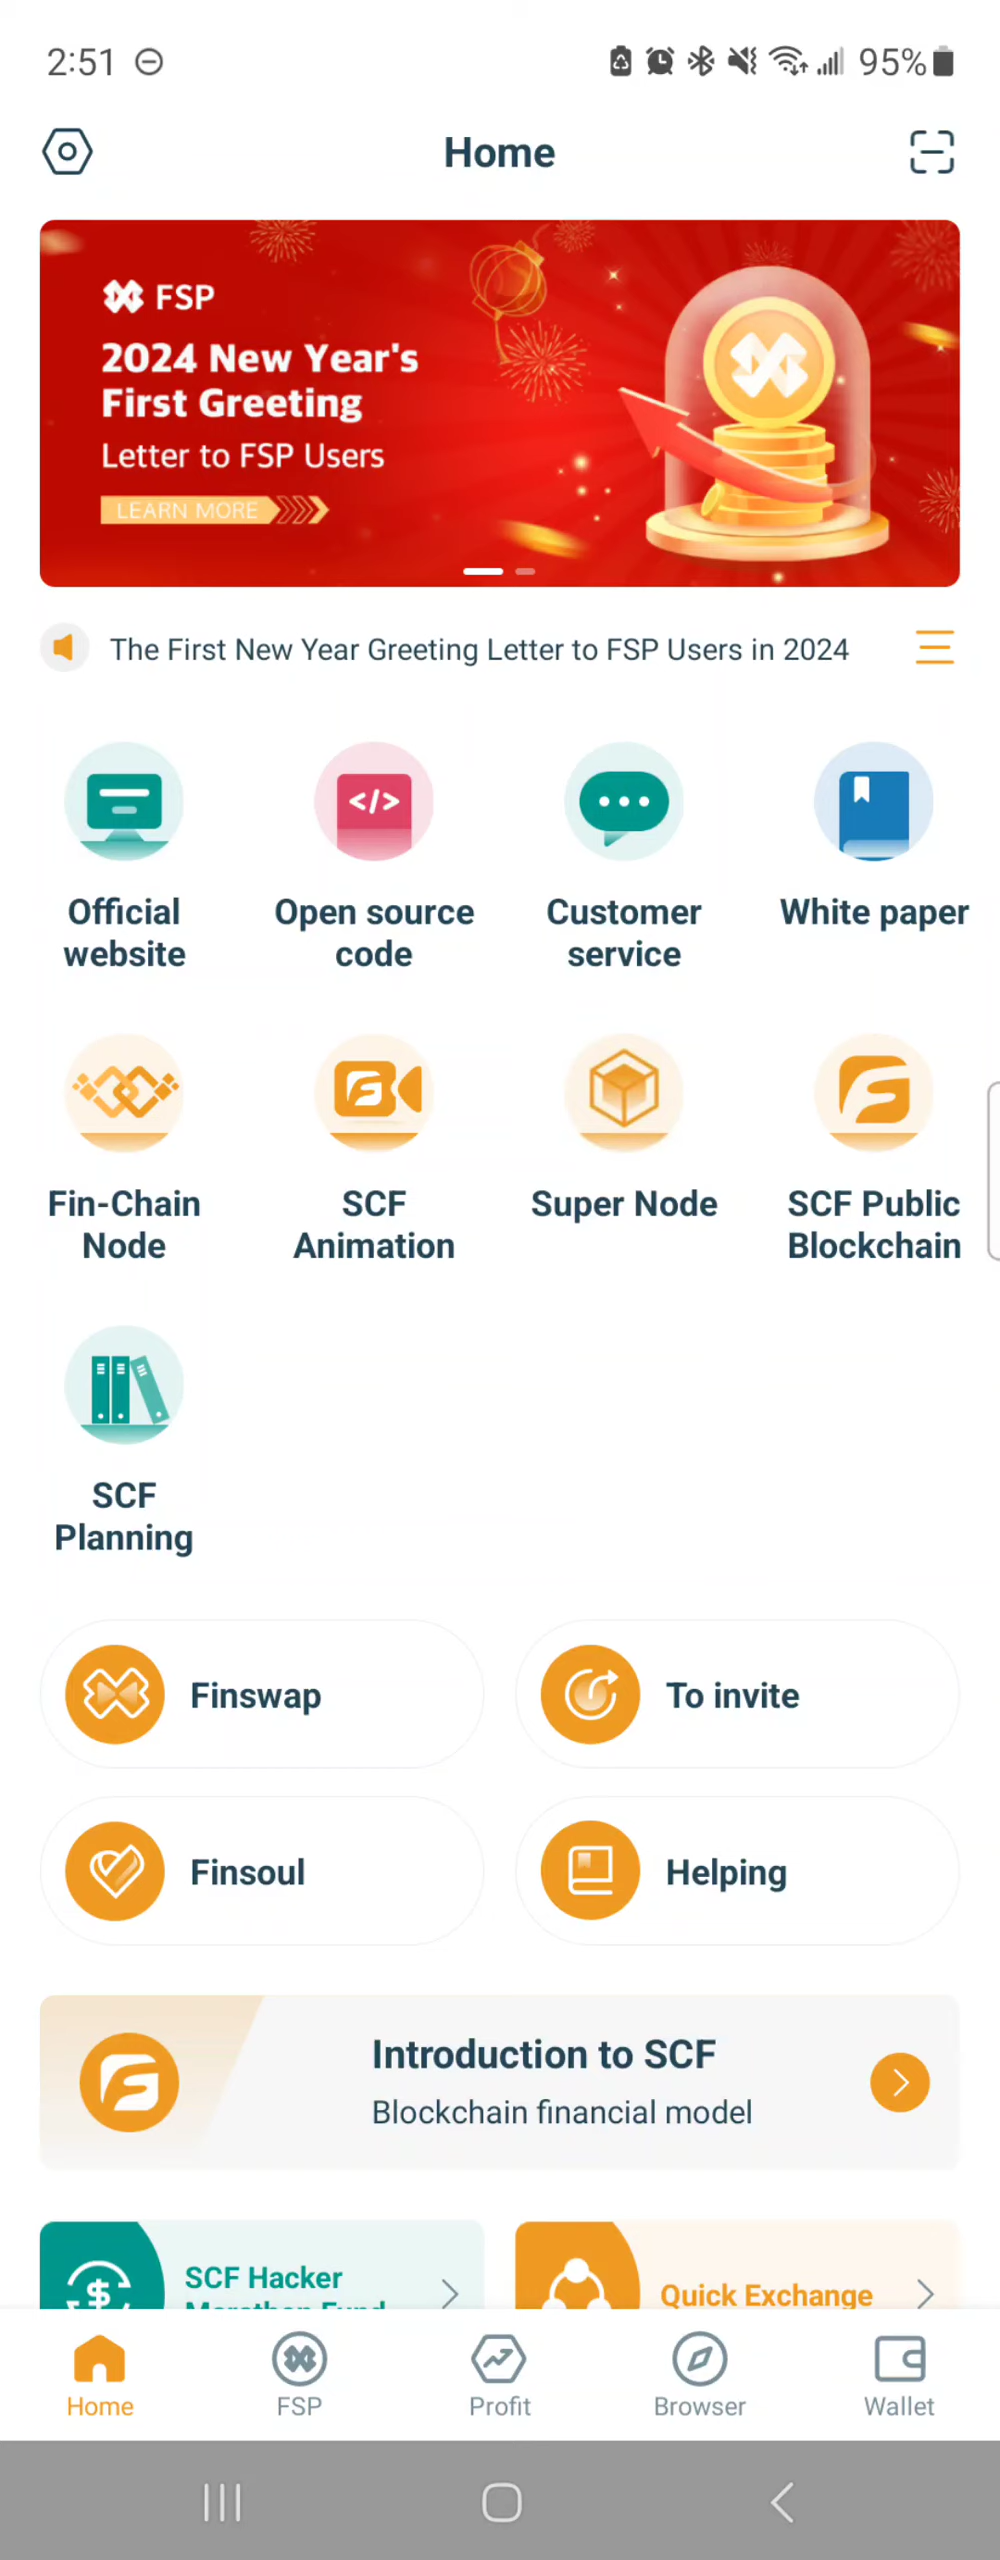 2:51
95%
Home
FSP
2024 New Year's
First Greeting
Letter to FSP Users
LEARN MORE
The First New Year Greeting Letter to FSP Users in 2024
Official
website
Open source
code
Customer
service
White paper
Fin-Chain
Node
SCF
Animation
Super Node
SCF Public
Blockchain
SCF
Planning
Finswap
To invite
Finsoul
Helping
Introduction to SCF
Blockchain financial model
SCF Hacker
Marathon Fund
Quick Exchange
Home
FSP
Profit
Browser
Wallet